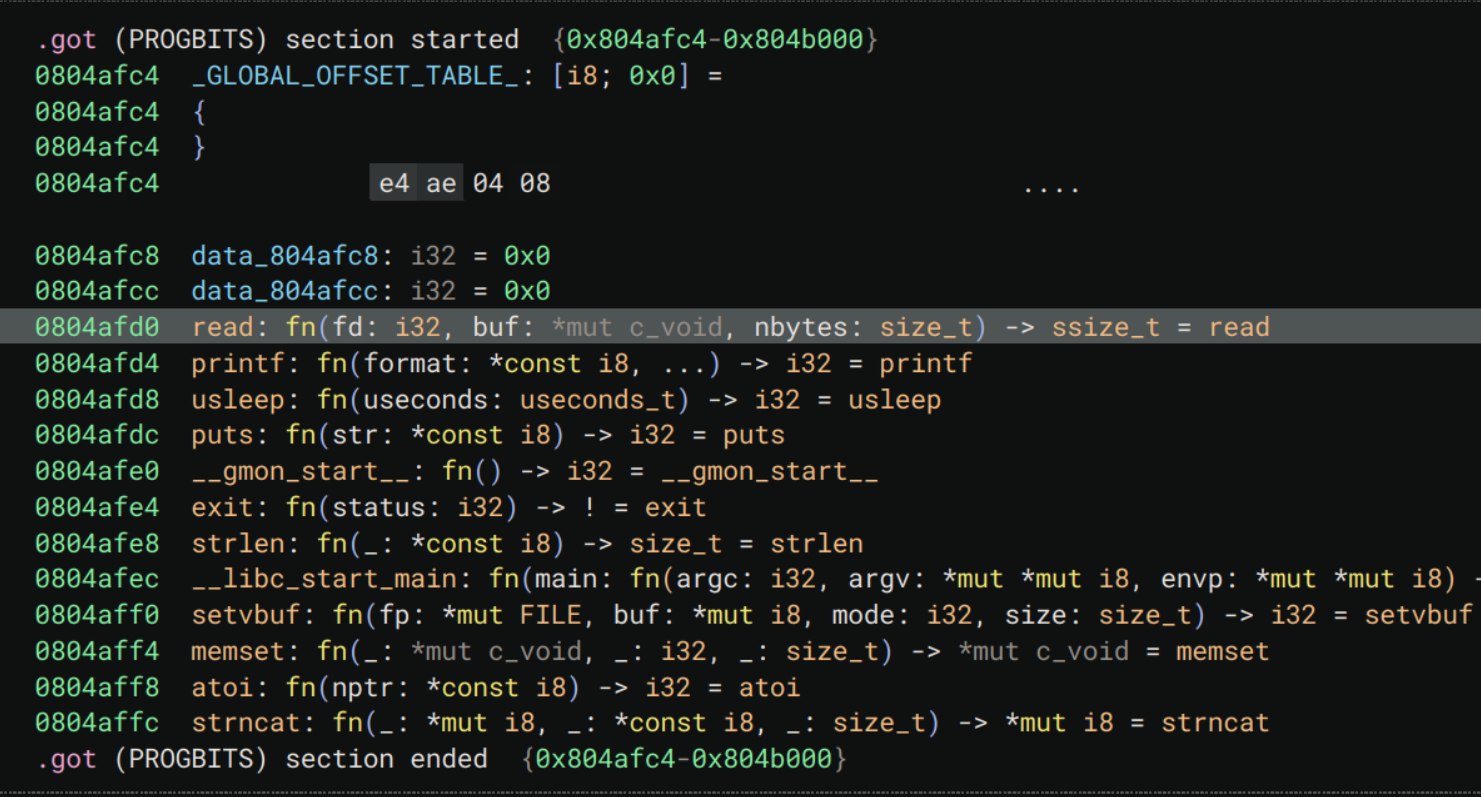 .got (PROGBITS) section started  {0x804afc4-0x804b000}
0804afc4  _GLOBAL_OFFSET_TABLE_: [i8; 0x0] =
0804afc4  {
0804afc4  }
0804afc4  e4 ae 04 08  ....
0804afc8  data_804afc8: i32 = 0x0
0804afcc  data_804afcc: i32 = 0x0
0804afd0  read: fn(fd: i32, buf: *mut c_void, nbytes: size_t) -> ssize_t = read
0804afd4  printf: fn(format: *const i8, ...) -> i32 = printf
0804afd8  usleep: fn(useconds: useconds_t) -> i32 = usleep
0804afdc  puts: fn(str: *const i8) -> i32 = puts
0804afe0  __gmon_start__: fn() -> i32 = __gmon_start__
0804afe4  exit: fn(status: i32) -> ! = exit
0804afe8  strlen: fn(_: *const i8) -> size_t = strlen
0804afec  __libc_start_main: fn(main: fn(argc: i32, argv: *mut *mut i8, envp: *mut *mut i8) -
0804aff0  setvbuf: fn(fp: *mut FILE, buf: *mut i8, mode: i32, size: size_t) -> i32 = setvbuf
0804aff4  memset: fn(_: *mut c_void, _: i32, _: size_t) -> *mut c_void = memset
0804aff8  atoi: fn(nptr: *const i8) -> i32 = atoi
0804affc  strncat: fn(_: *mut i8, _: *const i8, _: size_t) -> *mut i8 = strncat
.got (PROGBITS) section ended  {0x804afc4-0x804b000}